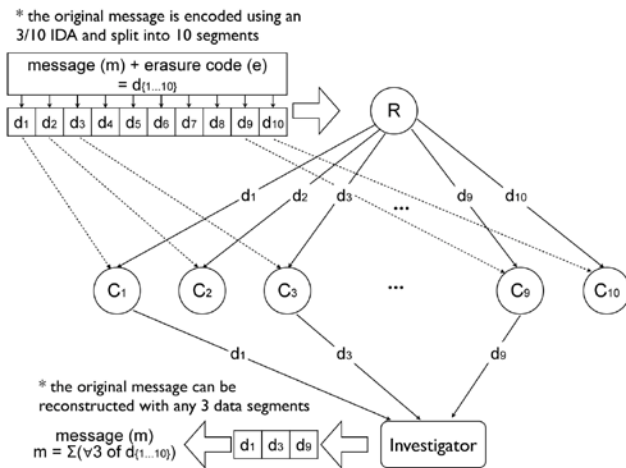 * the original message is encoded using an
3/10 IDA and split into 10 segments
message (m) + erasure code (e)
= d{1...10}
d1 d2 d3 d4 d5 d6 d7 d8 d9 d10
R
d1 d2 d3 ... d9 d10
C1 C2 C3 ... C9 C10
d1 d3 d9
* the original message can be
reconstructed with any 3 data segments
message (m)
m = Σ(∀3 of d{1...10})
d1 d3 d9
Investigator